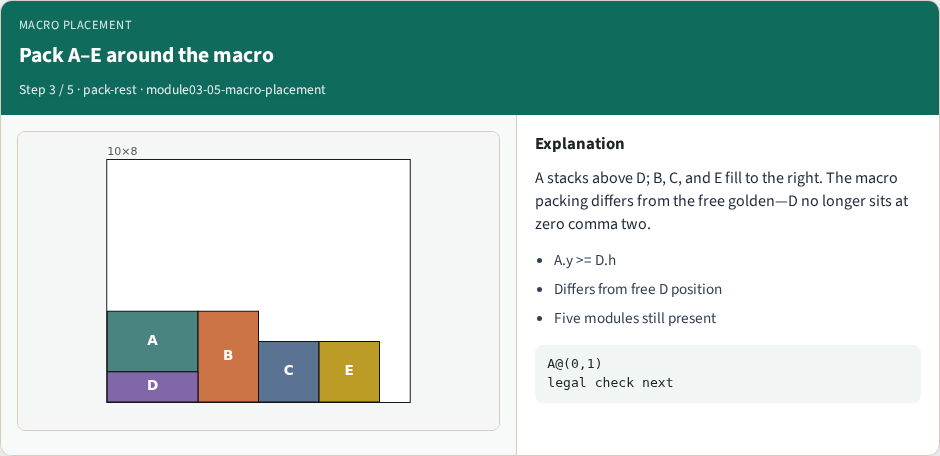 MACRO PLACEMENT
Pack A–E around the macro
Step 3 / 5 · pack-rest · module03-05-macro-placement
10×8
A
B
C
E
D
Explanation
A stacks above D; B, C, and E fill to the right. The macro
packing differs from the free golden—D no longer sits at
zero comma two.
• A.y >= D.h
• Differs from free D position
• Five modules still present
A@(0,1)
legal check next